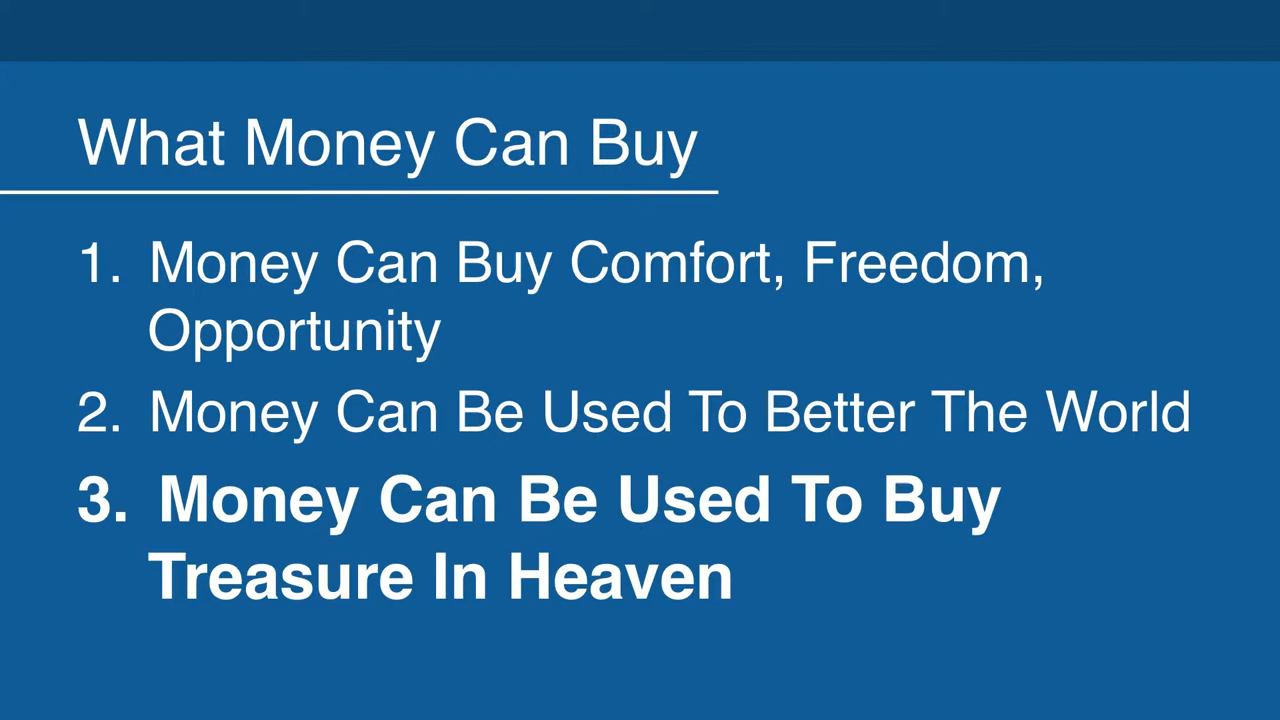 What Money Can Buy
1. Money Can Buy Comfort, Freedom,
Opportunity
2. Money Can Be Used To Better The World
3. Money Can Be Used To Buy
Treasure In Heaven